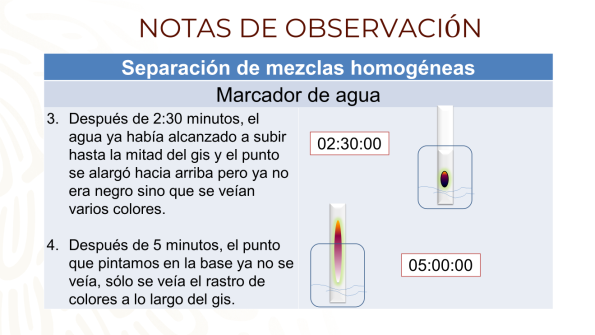 NOTAS DE OBSERVACIÓN
Separación de mezclas homogéneas
Marcador de agua
3. Después de 2:30 minutos, el
agua ya había alcanzado a subir
hasta la mitad del gis y el punto
se alargó hacia arriba pero ya no
era negro sino que se veían
varios colores.
02:30:00
4. Después de 5 minutos, el punto
que pintamos en la base ya no se
veía, sólo se veía el rastro de
colores a lo largo del gis.
05:00:00